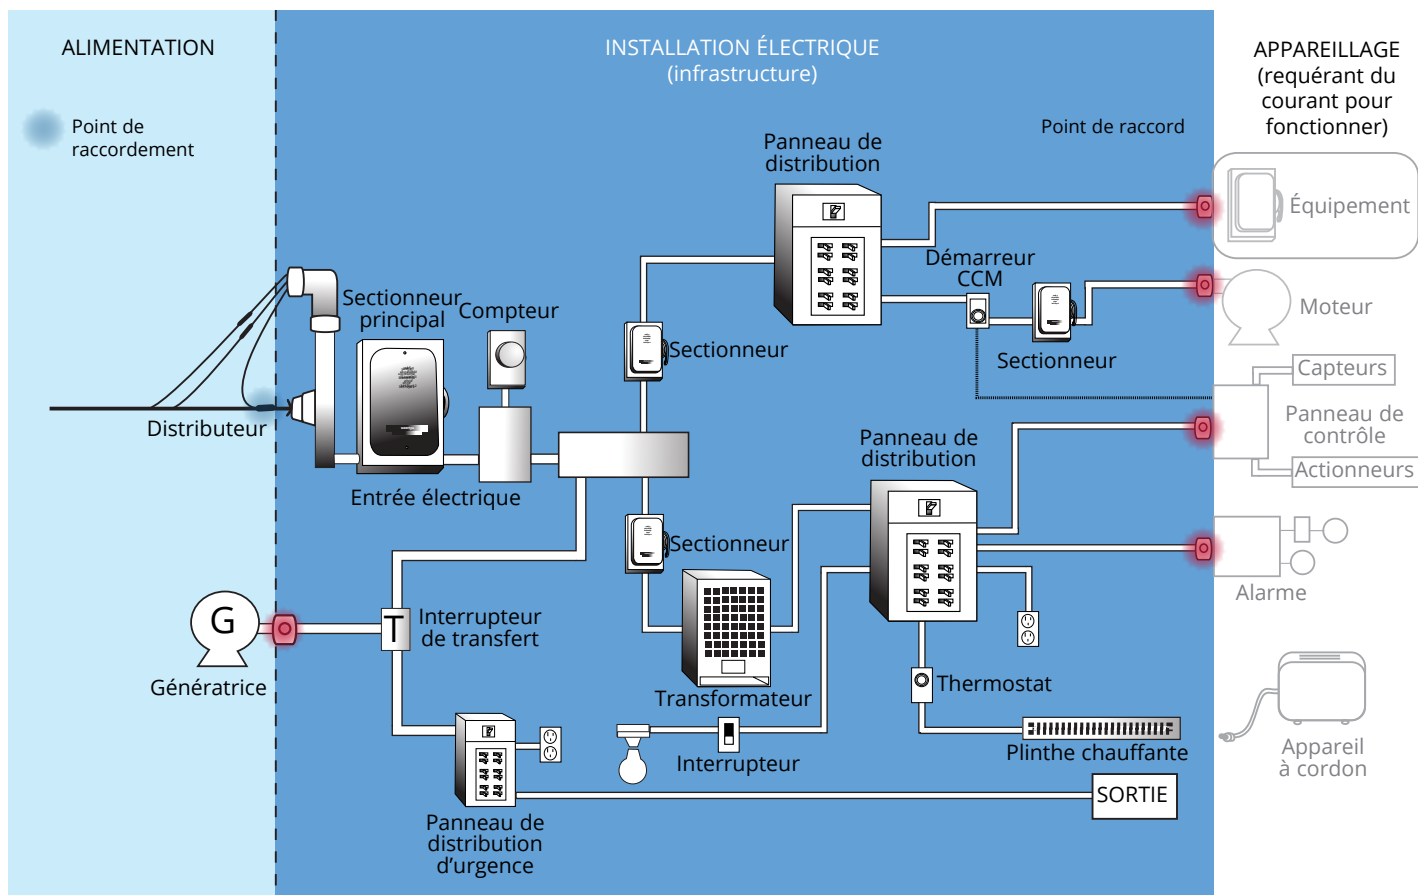 ALIMENTATION
INSTALLATION ÉLECTRIQUE
(infrastructure)
APPAREILLAGE
(requérant du
courant pour
fonctionner)
Point de
raccordement
Point de raccord
Panneau de
distribution
Équipement
Démarreur
CCM
Sectionneur
principal
Compteur
Moteur
Sectionneur
Sectionneur
Capteurs
Distributeur
Panneau de
contrôle
Panneau de
distribution
Actionneurs
Entrée électrique
Sectionneur
Alarme
G
T
Interrupteur
de transfert
Génératrice
Transformateur
Thermostat
Interrupteur
Plinthe chauffante
Appareil
à cordon
SORTIE
Panneau de
distribution
d'urgence